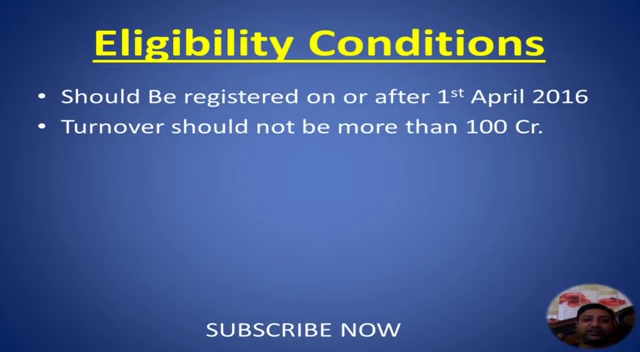 Eligibility Conditions
• Should Be registered on or after 1st April 2016
• Turnover should not be more than 100 Cr.
SUBSCRIBE NOW